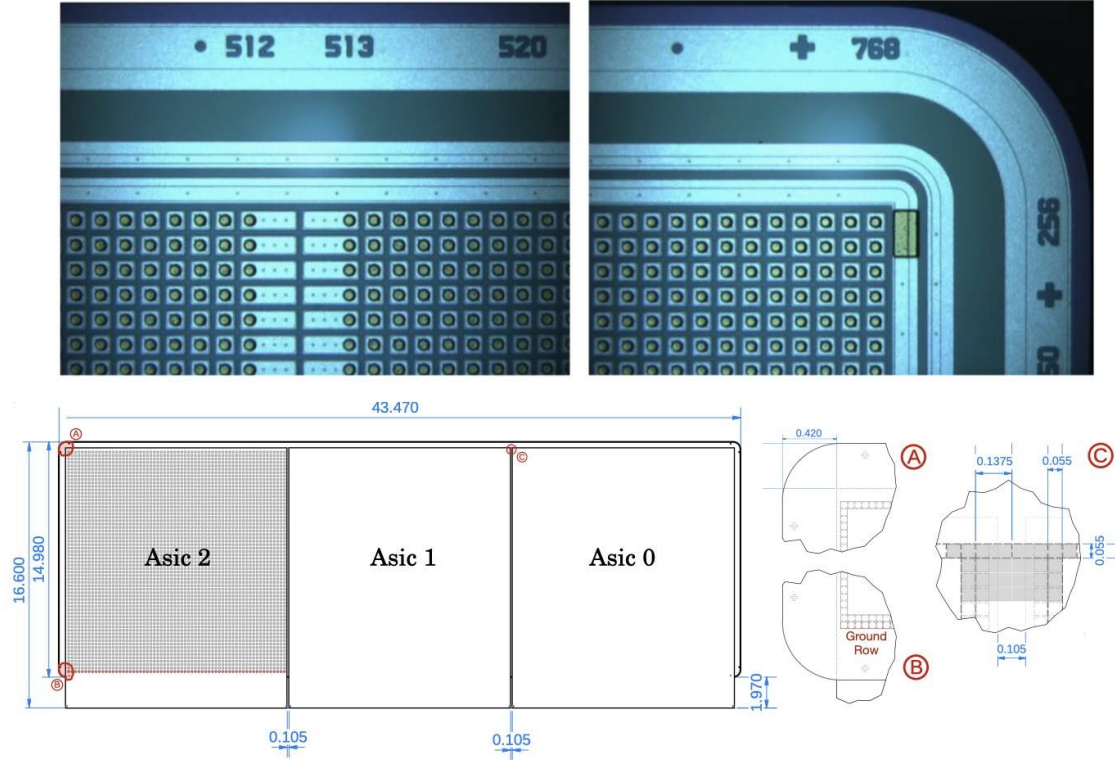 ● 512 513 520
● + 768
256
+
43.470
A
C
Asic 2
Asic 1
Asic 0
16.600
14.980
B
1.970
0.105
0.105
0.420
A
Ground
Row
B
C
0.1375
0.055
0.055
0.105